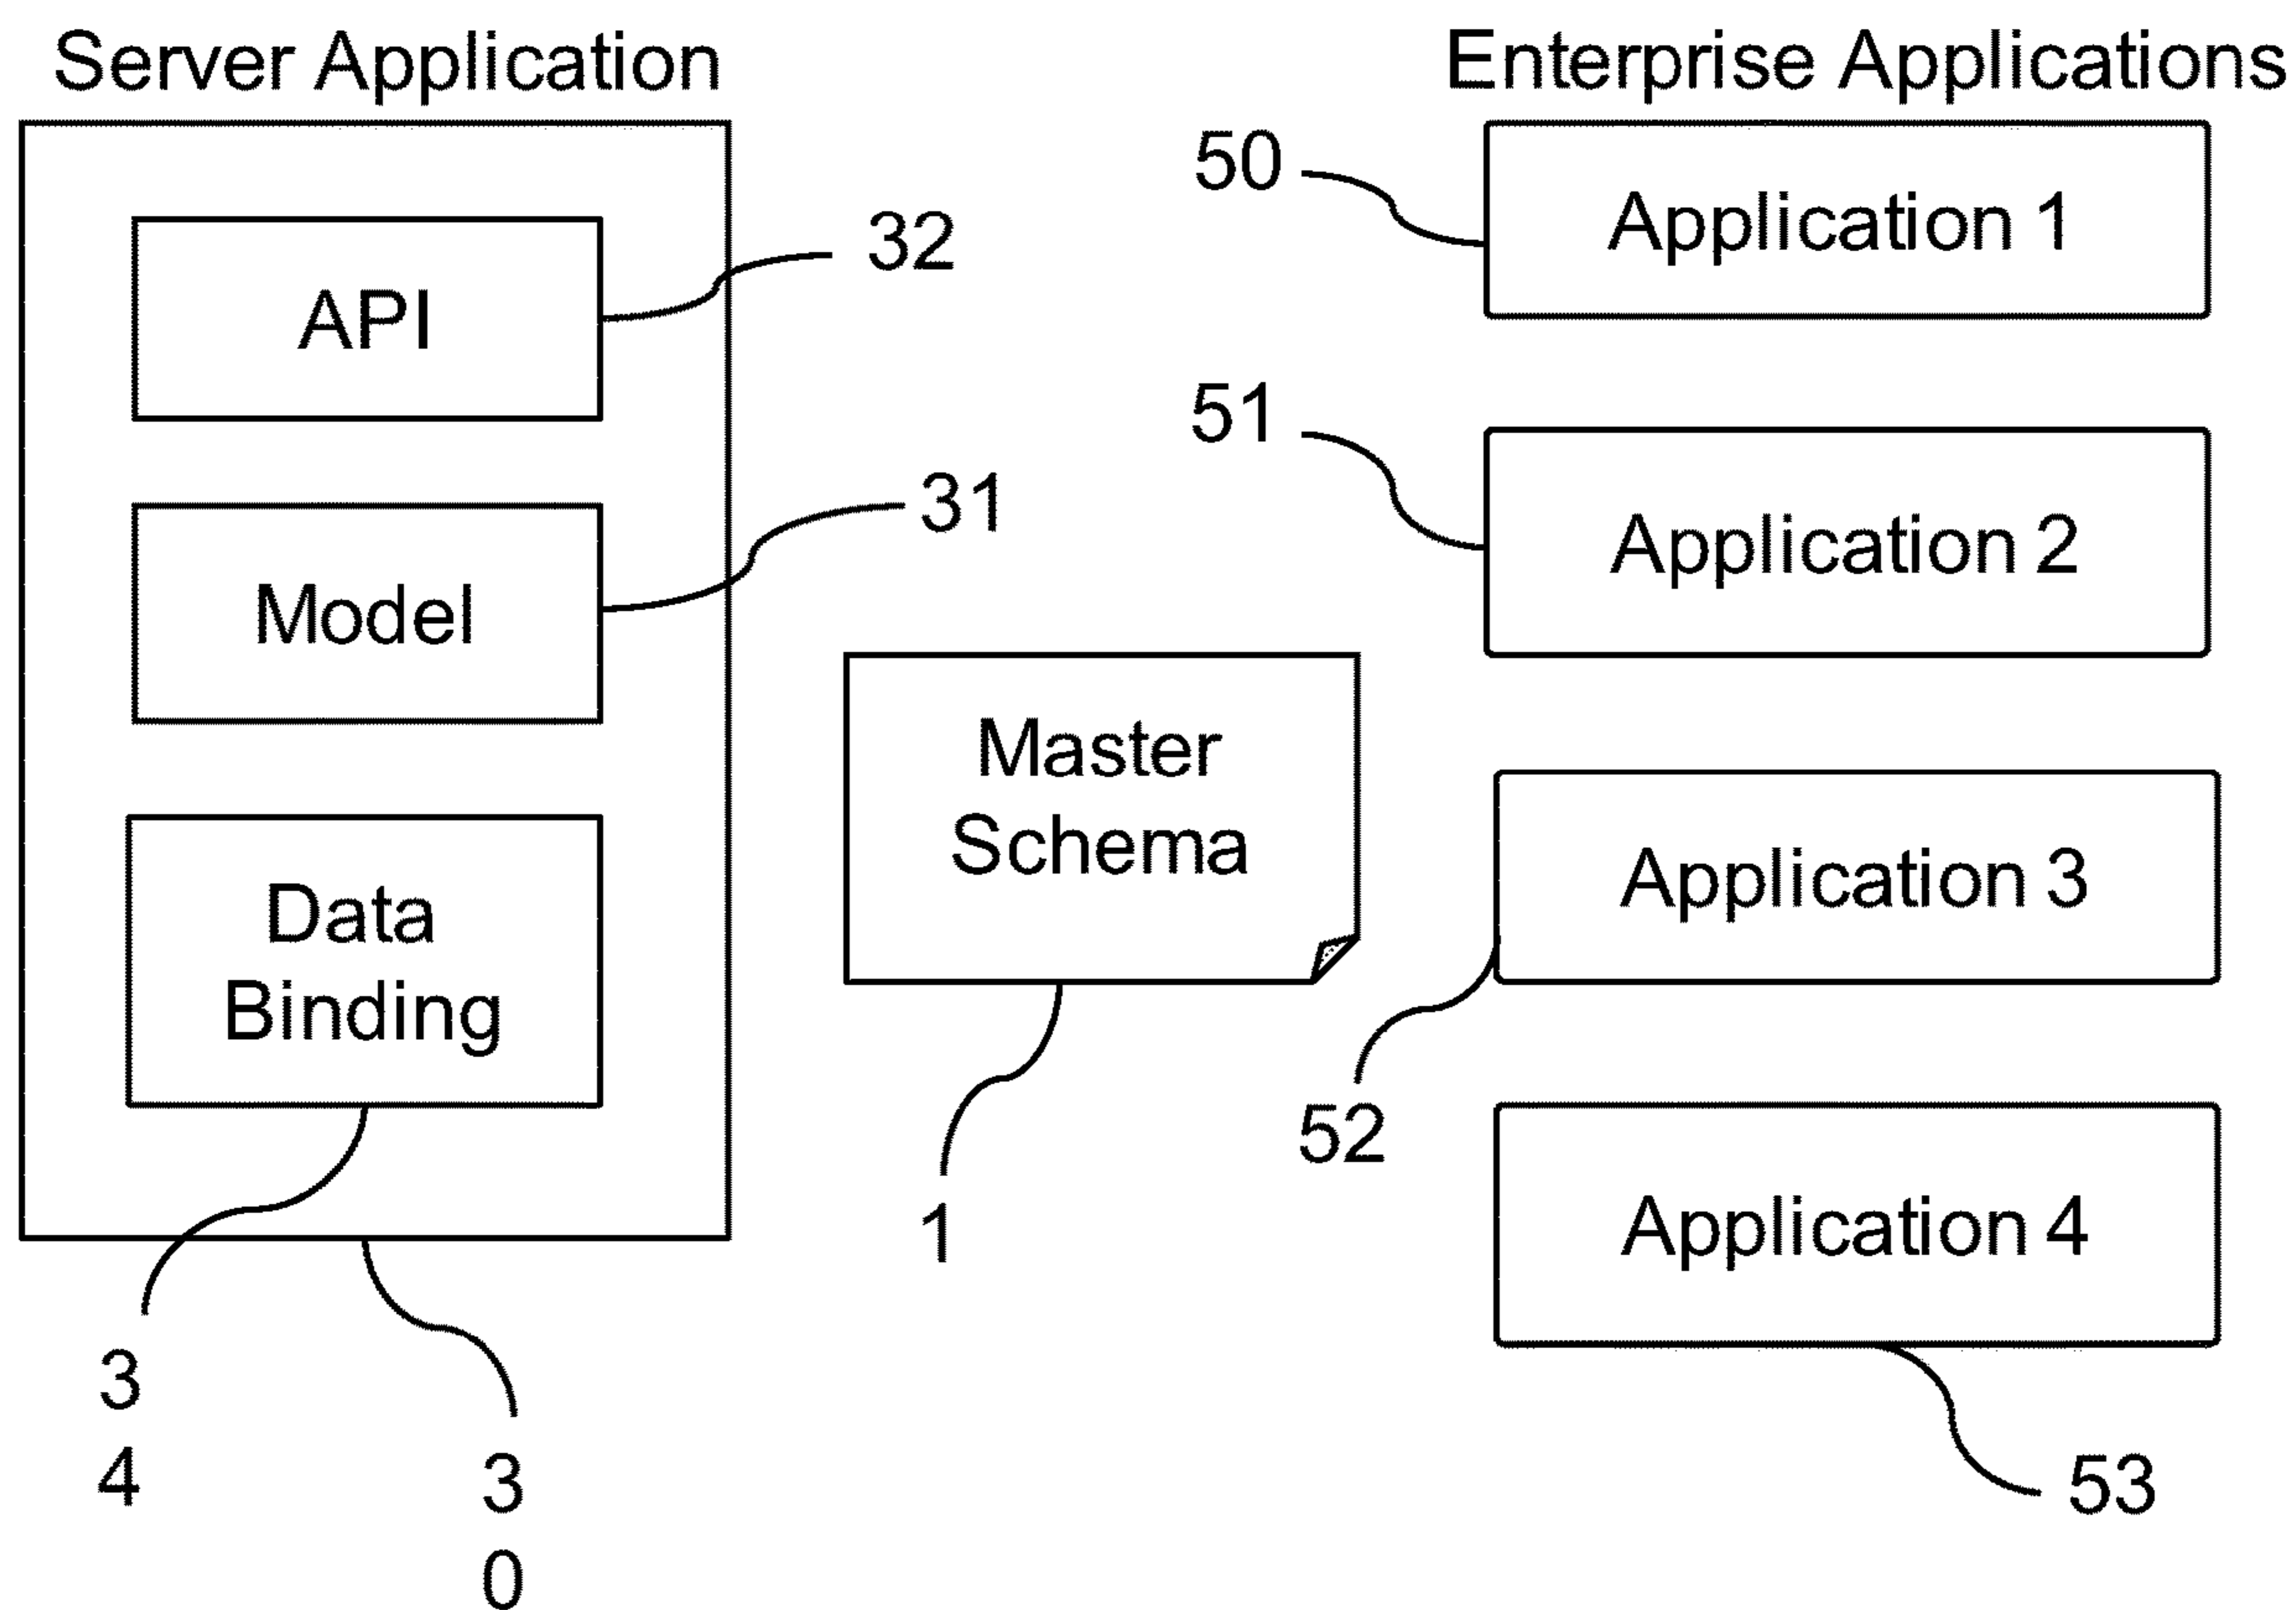 Server Application
Enterprise Applications
API
32
Model
31
Data
Binding
3
4
3
0
Master
Schema
1
50
Application 1
51
Application 2
Application 3
52
Application 4
53